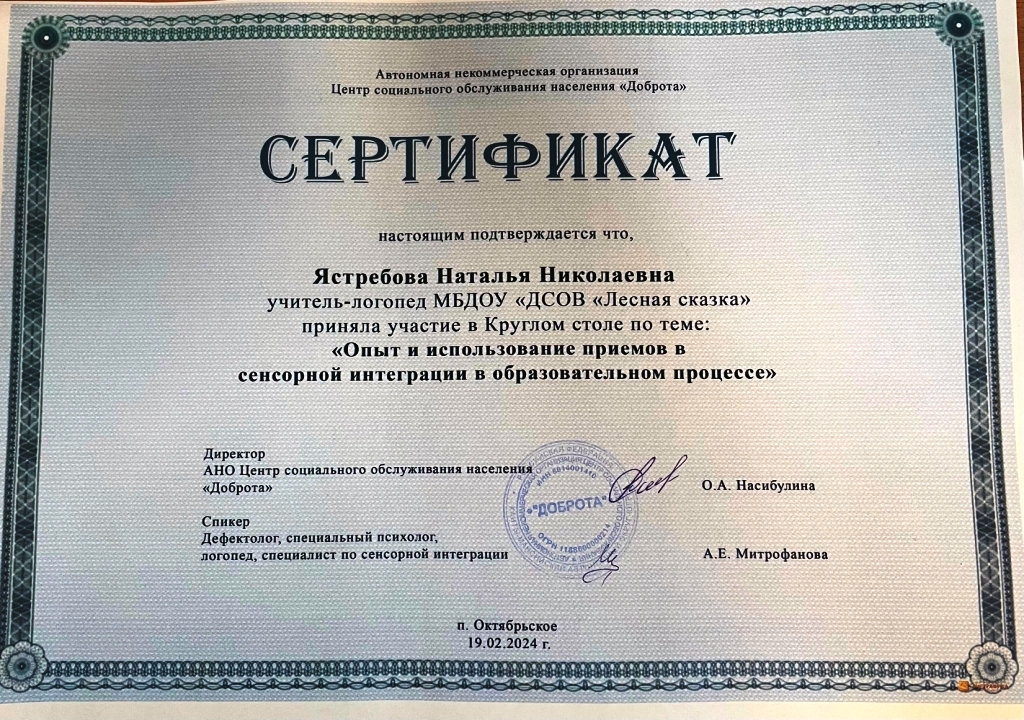 Автономная некоммерческая организация
Центр социального обслуживания населения «Доброта»
СЕРТИФИКАТ
настоящим подтверждается что,
Ястребова Наталья Николаевна
учитель-логопед МБДОУ «ДСОВ «Лесная сказка»
приняла участие в Круглом столе по теме:
«Опыт и использование приемов в
сенсорной интеграции в образовательном процессе»
Директор
АНО Центр социального обслуживания населения
«Доброта»
О.А. Насибулина
"ДОБРОТА"
Спикер
Дефектолог, специальный психолог,
логопед, специалист по сенсорной интеграции
А.Е. Митрофанова
п. Октябрьское
19.02.2024 г.